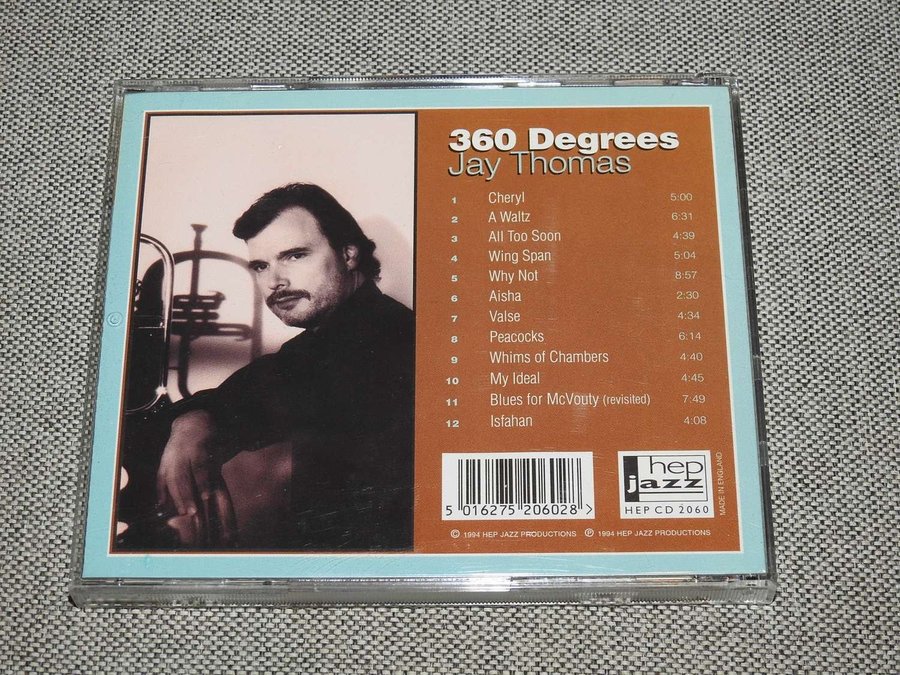 360 Degrees
Jay Thomas
1 Cheryl 5:00
2 A Waltz 6:31
3 All Too Soon 4:39
4 Wing Span 5:04
5 Why Not 8:57
6 Aisha 2:30
7 Valse 4:34
8 Peacocks 6:14
9 Whims of Chambers 4:40
10 My Ideal 4:45
11 Blues for McVouty (revisited) 7:49
12 Isfahan 4:08
5 016275 206028 >
hep
jazz
HEP CD 2060
MADE IN ENGLAND
© 1994 HEP JAZZ PRODUCTIONS ℗ 1994 HEP JAZZ PRODUCTIONS